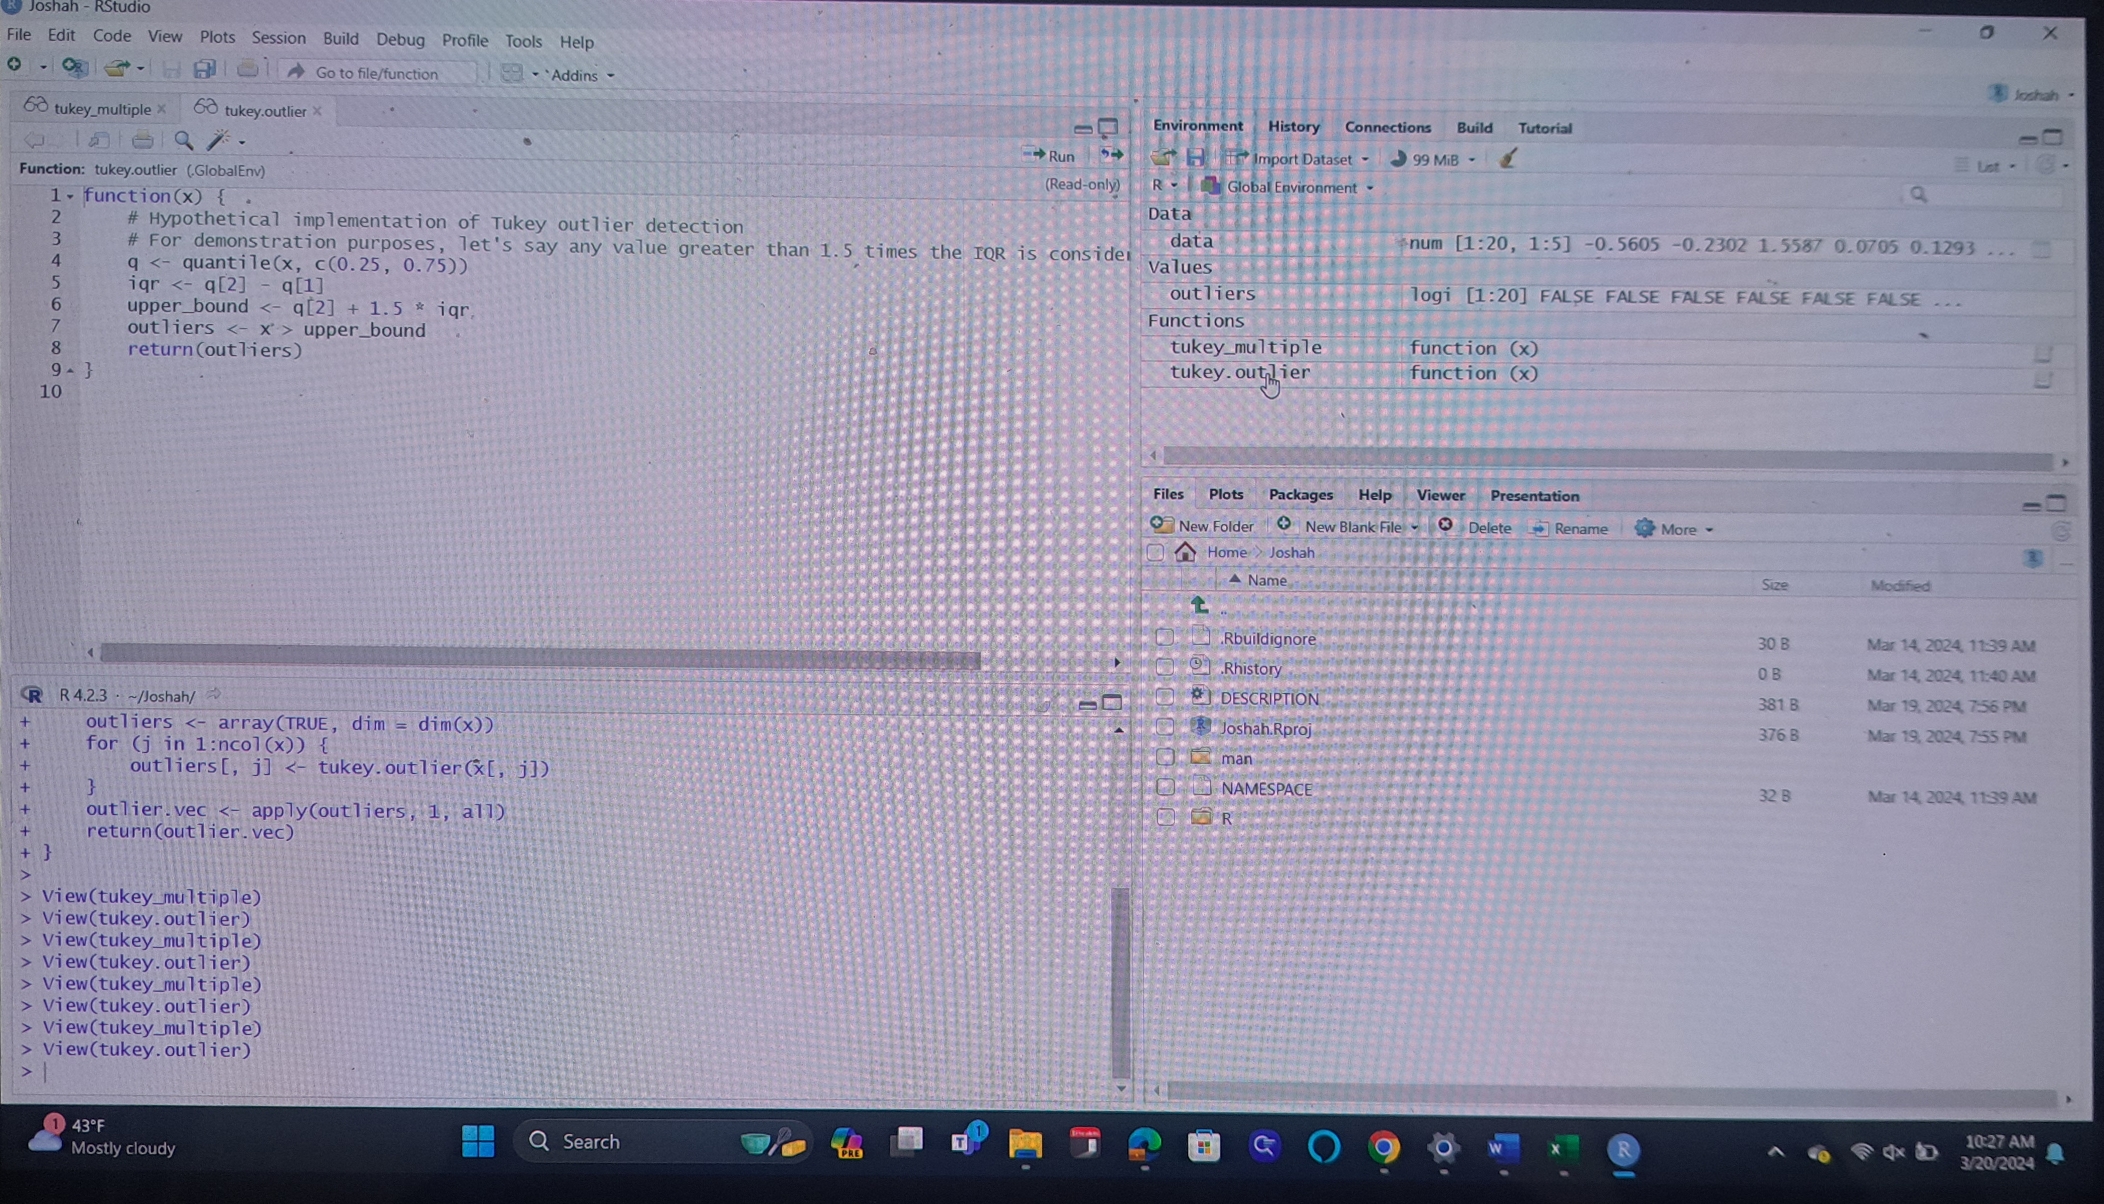 Joshah - RStudio
File Edit Code View Plots Session Build Debug Profile Tools Help
Go to file/function
Addins
Joshah
tukey_multiple
tukey.outlier
Run
Function: tukey.outlier (.GlobalEnv)
(Read-only)
1 function(x) {
2 # Hypothetical implementation of Tukey outlier detection
3 # For demonstration purposes, let's say any value greater than 1.5 times the IQR is consider
4 q <- quantile(x, c(0.25, 0.75))
5 iqr <- q[2] - q[1]
6 upper_bound <- q[2] + 1.5 * iqr
7 outliers <- x > upper_bound
8 return(outliers)
9 }
10
R 4.2.3 · ~/Joshah/
+ outliers <- array(TRUE, dim = dim(x))
+ for (j in 1:ncol(x)) {
+ outliers[, j] <- tukey.outlier(x[, j])
+ }
+ outlier.vec <- apply(outliers, 1, all)
+ return(outlier.vec)
+ }
>
> View(tukey_multiple)
> View(tukey.outlier)
> View(tukey_multiple)
> View(tukey.outlier)
> View(tukey_multiple)
> View(tukey.outlier)
> View(tukey_multiple)
> View(tukey.outlier)
>
Environment History Connections Build Tutorial
Import Dataset 99 MiB
List
R Global Environment
Data
data num [1:20, 1:5] -0.5605 -0.2302 1.5587 0.0705 0.1293 ...
Values
outliers logi [1:20] FALSE FALSE FALSE FALSE FALSE FALSE ...
Functions
tukey_multiple function (x)
tukey.outlier function (x)
Files Plots Packages Help Viewer Presentation
New Folder New Blank File Delete Rename More
Home Joshah
Name Size Modified
..
.Rbuildignore 30 B Mar 14, 2024, 11:39 AM
.Rhistory 0 B Mar 14, 2024, 11:40 AM
DESCRIPTION 381 B Mar 19, 2024, 7:56 PM
Joshah.Rproj 376 B Mar 19, 2024, 7:55 PM
man
NAMESPACE 32 B Mar 14, 2024, 11:39 AM
R
1
43°F
Mostly cloudy
Search
PRE
T
1
W
X
R
10:27 AM
3/20/2024